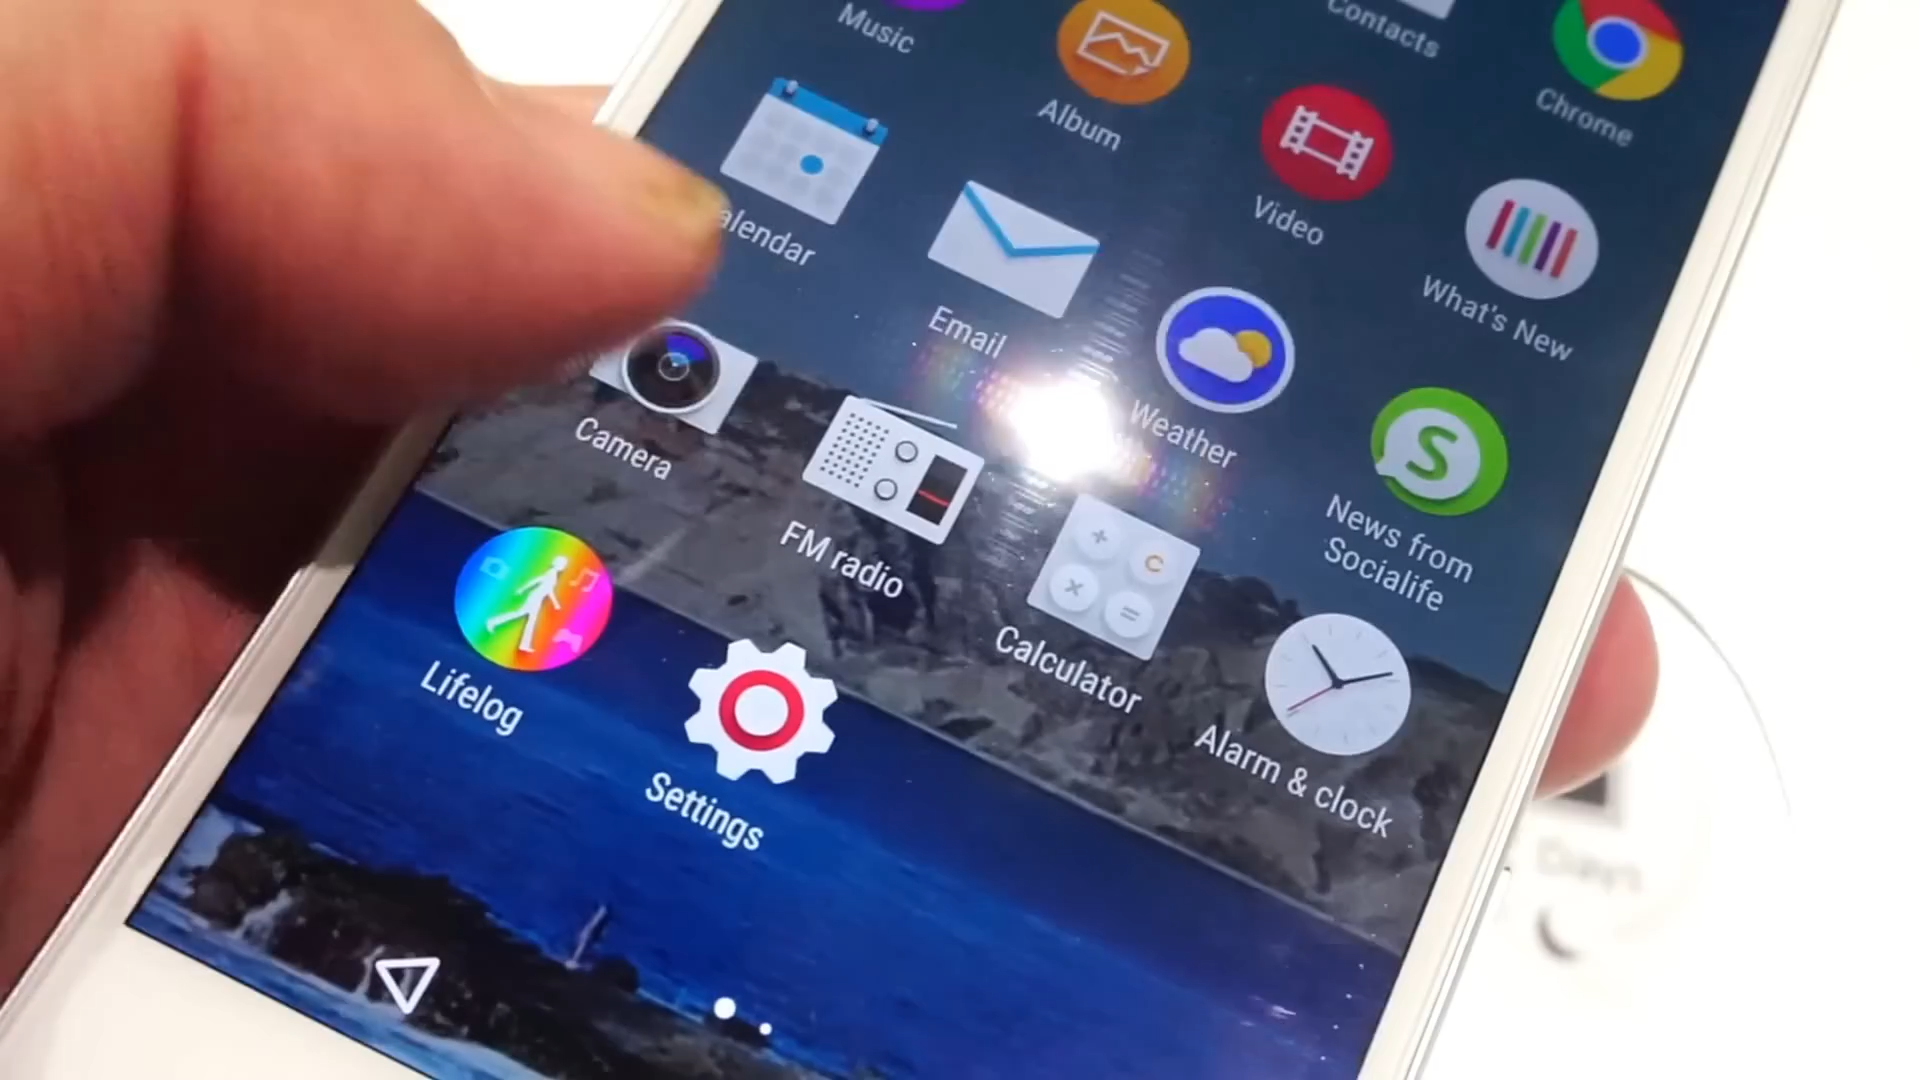 Music
Album
Contacts
Chrome
alendar
Email
Video
What's New
Camera
FM radio
Weather
News from
Socialife
Lifelog
Settings
Calculator
Alarm & clock